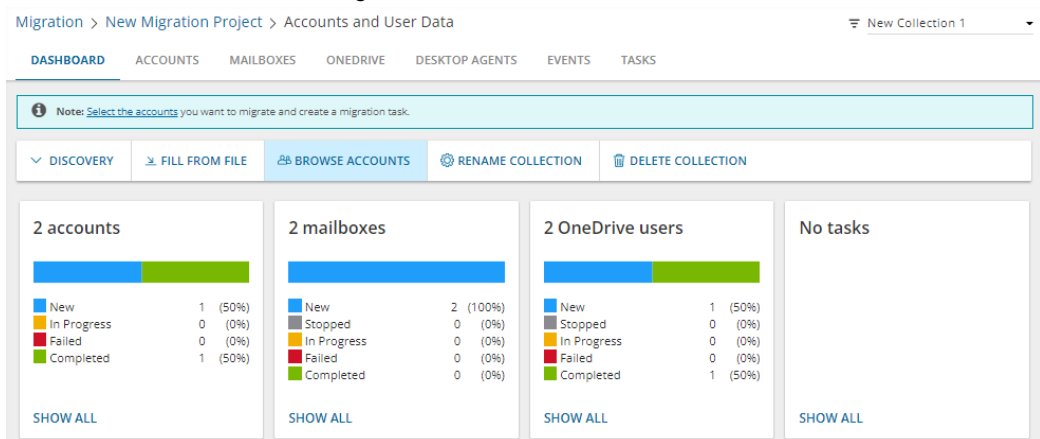 Migration > New Migration Project > Accounts and User Data
New Collection 1
DASHBOARD ACCOUNTS MAILBOXES ONEDRIVE DESKTOP AGENTS EVENTS TASKS
Note: Select the accounts you want to migrate and create a migration task.
DISCOVERY FILL FROM FILE BROWSE ACCOUNTS RENAME COLLECTION DELETE COLLECTION
2 accounts
New 1 (50%)
In Progress 0 (0%)
Failed 0 (0%)
Completed 1 (50%)
SHOW ALL
2 mailboxes
New 2 (100%)
Stopped 0 (0%)
In Progress 0 (0%)
Failed 0 (0%)
Completed 0 (0%)
SHOW ALL
2 OneDrive users
New 1 (50%)
Stopped 0 (0%)
In Progress 0 (0%)
Failed 0 (0%)
Completed 1 (50%)
SHOW ALL
No tasks
SHOW ALL